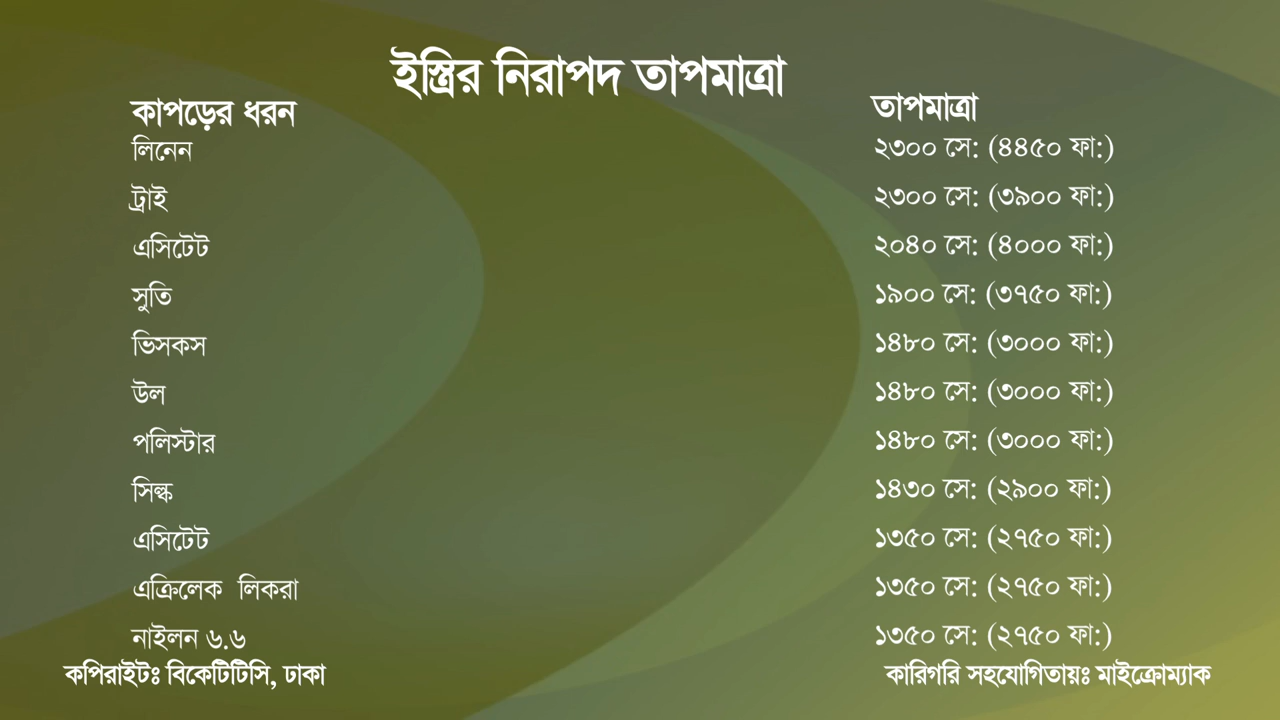 ইস্ত্রির নিরাপদ তাপমাত্রা
কাপড়ের ধরন তাপমাত্রা
লিনেন ২৩০০ সে: (৪৪৫০ ফা:)
ট্রাই ২৩০০ সে: (৩৯০০ ফা:)
এসিটেট ২০৪০ সে: (৪০০০ ফা:)
সুতি ১৯০০ সে: (৩৭৫০ ফা:)
ভিসকস ১৪৮০ সে: (৩০০০ ফা:)
উল ১৪৮০ সে: (৩০০০ ফা:)
পলিস্টার ১৪৮০ সে: (৩০০০ ফা:)
সিল্ক ১৪৩০ সে: (২৯০০ ফা:)
এসিটেট ১৩৫০ সে: (২৭৫০ ফা:)
এক্রিলেক লিকরা ১৩৫০ সে: (২৭৫০ ফা:)
নাইলন ৬.৬ ১৩৫০ সে: (২৭৫০ ফা:)
কপিরাইটঃ বিকেটিটিসি, ঢাকা কারিগরি সহযোগিতায়ঃ মাইক্রোম্যাক